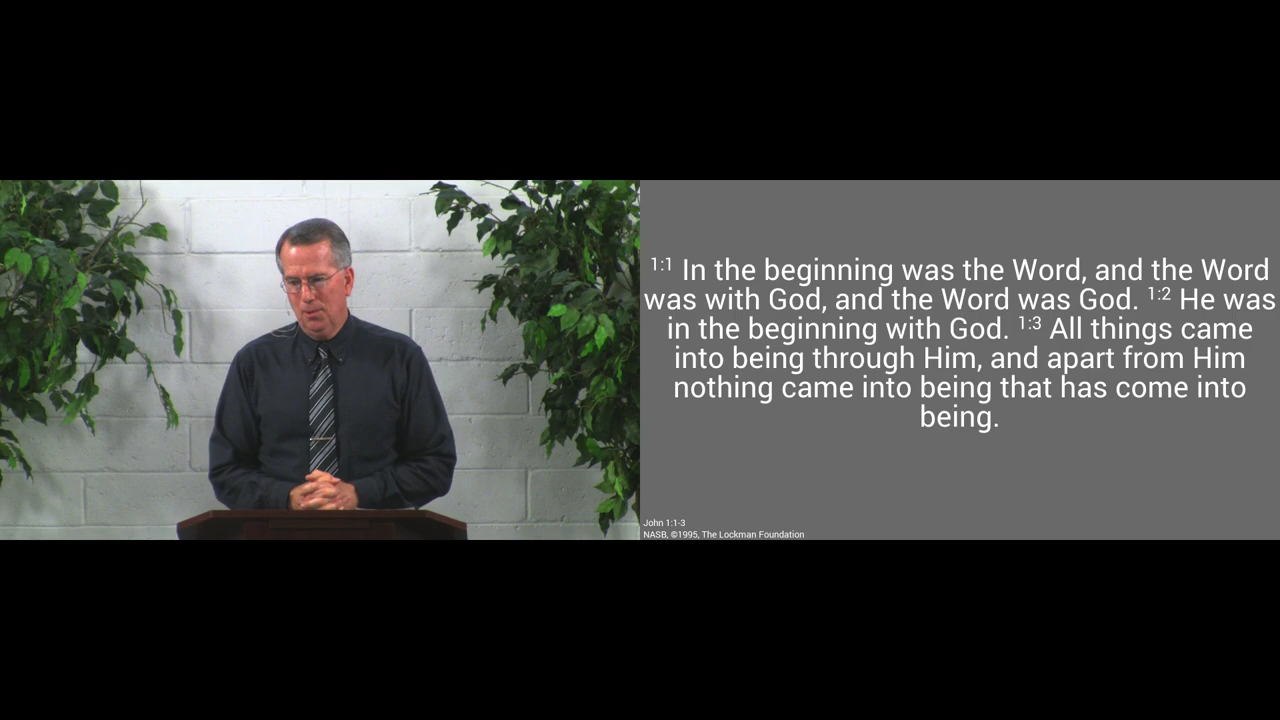 1:1 In the beginning was the Word, and the Word
was with God, and the Word was God. 1:2 He was
in the beginning with God. 1:3 All things came
into being through Him, and apart from Him
nothing came into being that has come into
being.
John 1:1-3
NASB, ©1995, The Lockman Foundation